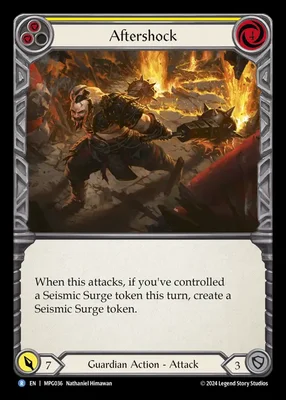 Aftershock
When this attacks, if you've controlled
a Seismic Surge token this turn, create a
Seismic Surge token.
7
Guardian Action - Attack
3
R EN | MPG036 Nathaniel Himawan
© 2024 Legend Story Studios